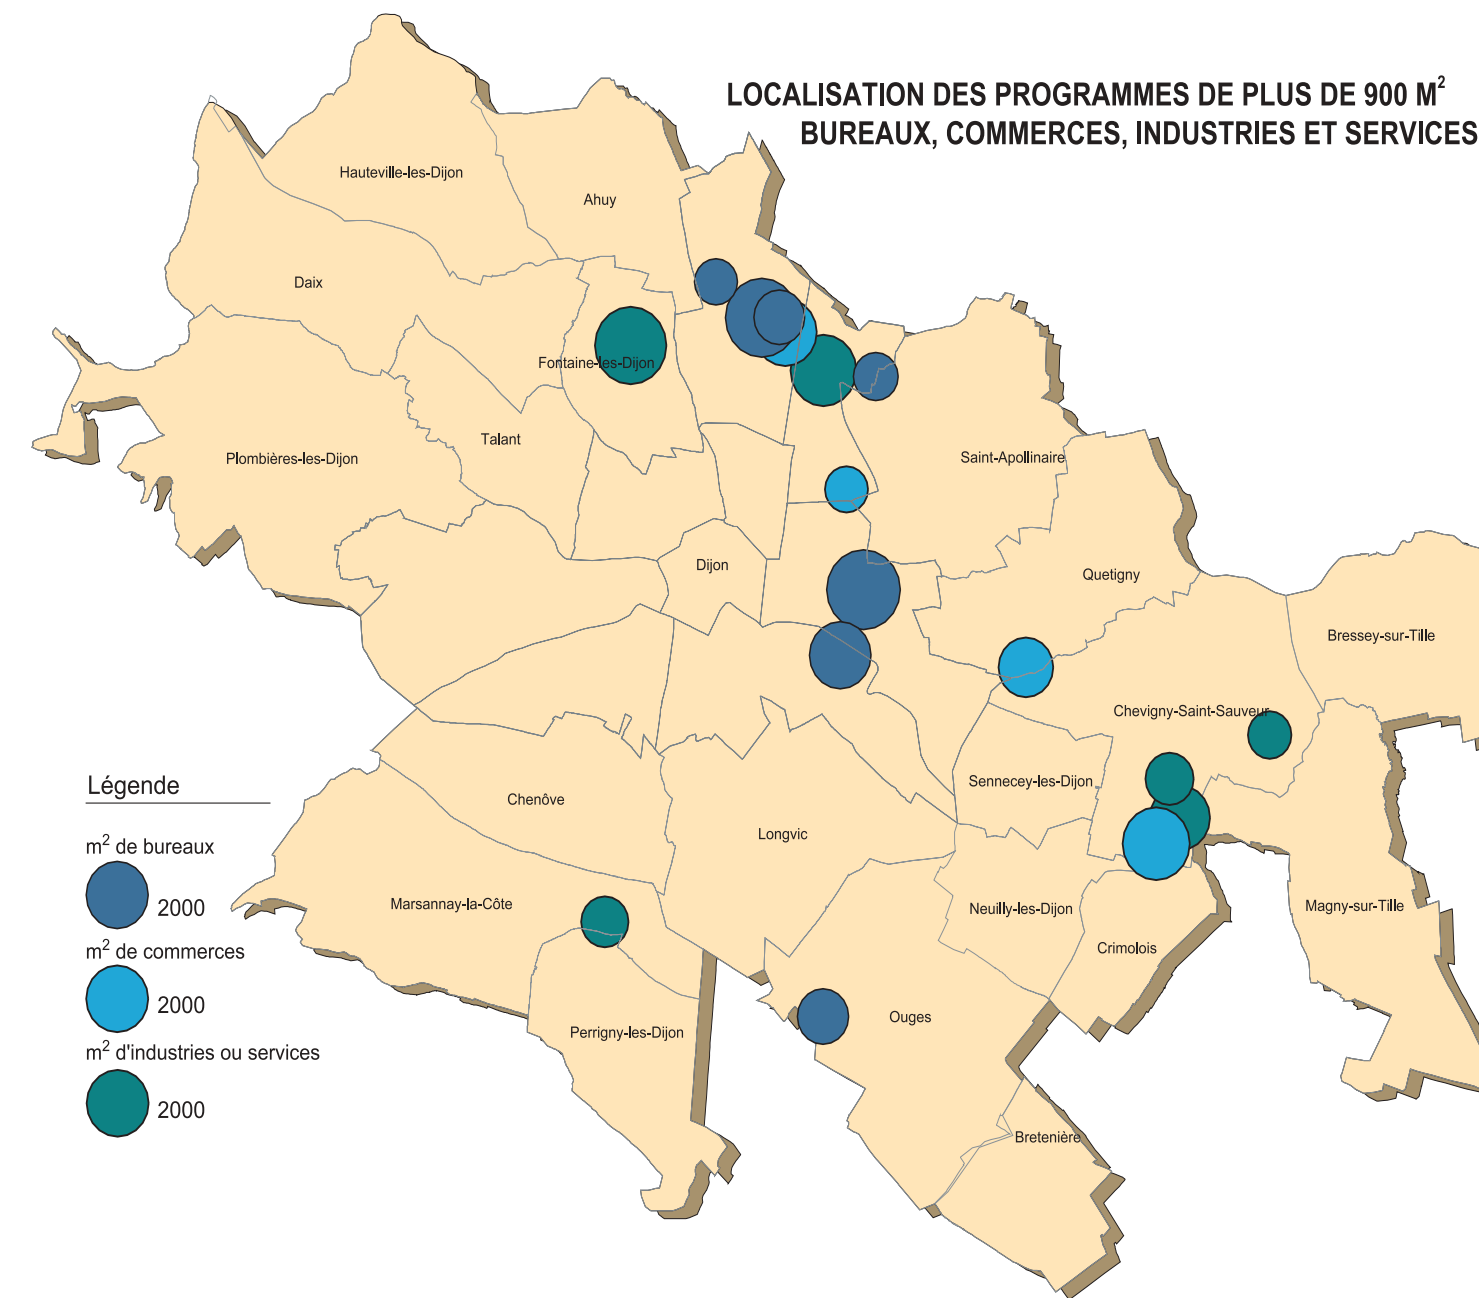 LOCALISATION DES PROGRAMMES DE PLUS DE 900 M²
BUREAUX, COMMERCES, INDUSTRIES ET SERVICES
Hauteville-les-Dijon
Ahuy
Daix
Fontaine-les-Dijon
Talant
Plombières-les-Dijon
Saint-Apollinaire
Dijon
Quetigny
Bressey-sur-Tille
Chevigny-Saint-Sauveur
Sennecey-les-Dijon
Chenôve
Longvic
Marsannay-la-Côte
Neuilly-les-Dijon
Magny-sur-Tille
Crimolois
Ouges
Perrigny-les-Dijon
Bretenière
Légende
m² de bureaux
2000
m² de commerces
2000
m² d'industries ou services
2000